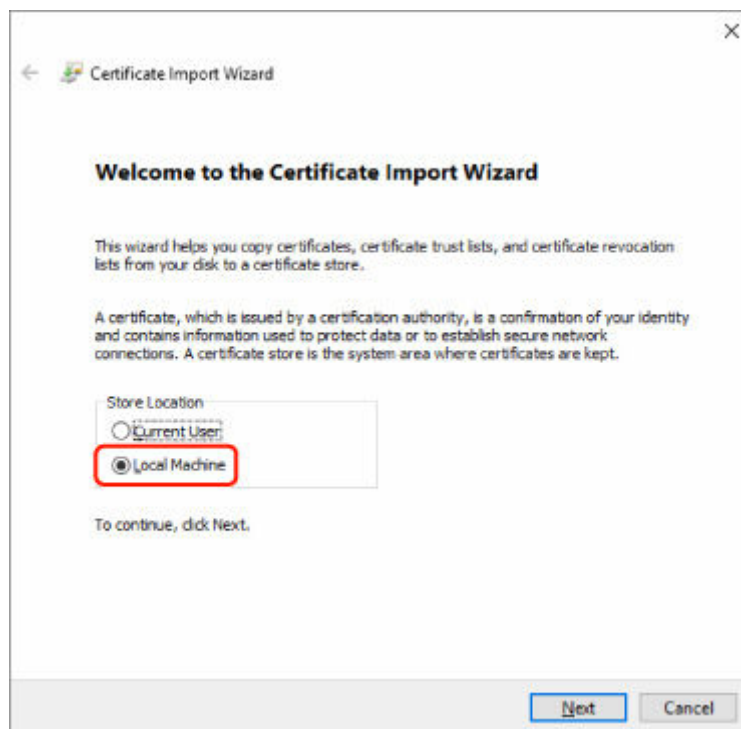 Certificate Import Wizard
Welcome to the Certificate Import Wizard
This wizard helps you copy certificates, certificate trust lists, and certificate revocation
lists from your disk to a certificate store.
A certificate, which is issued by a certification authority, is a confirmation of your identity
and contains information used to protect data or to establish secure network
connections. A certificate store is the system area where certificates are kept.
Store Location
Current User
Local Machine
To continue, click Next.
Next
Cancel